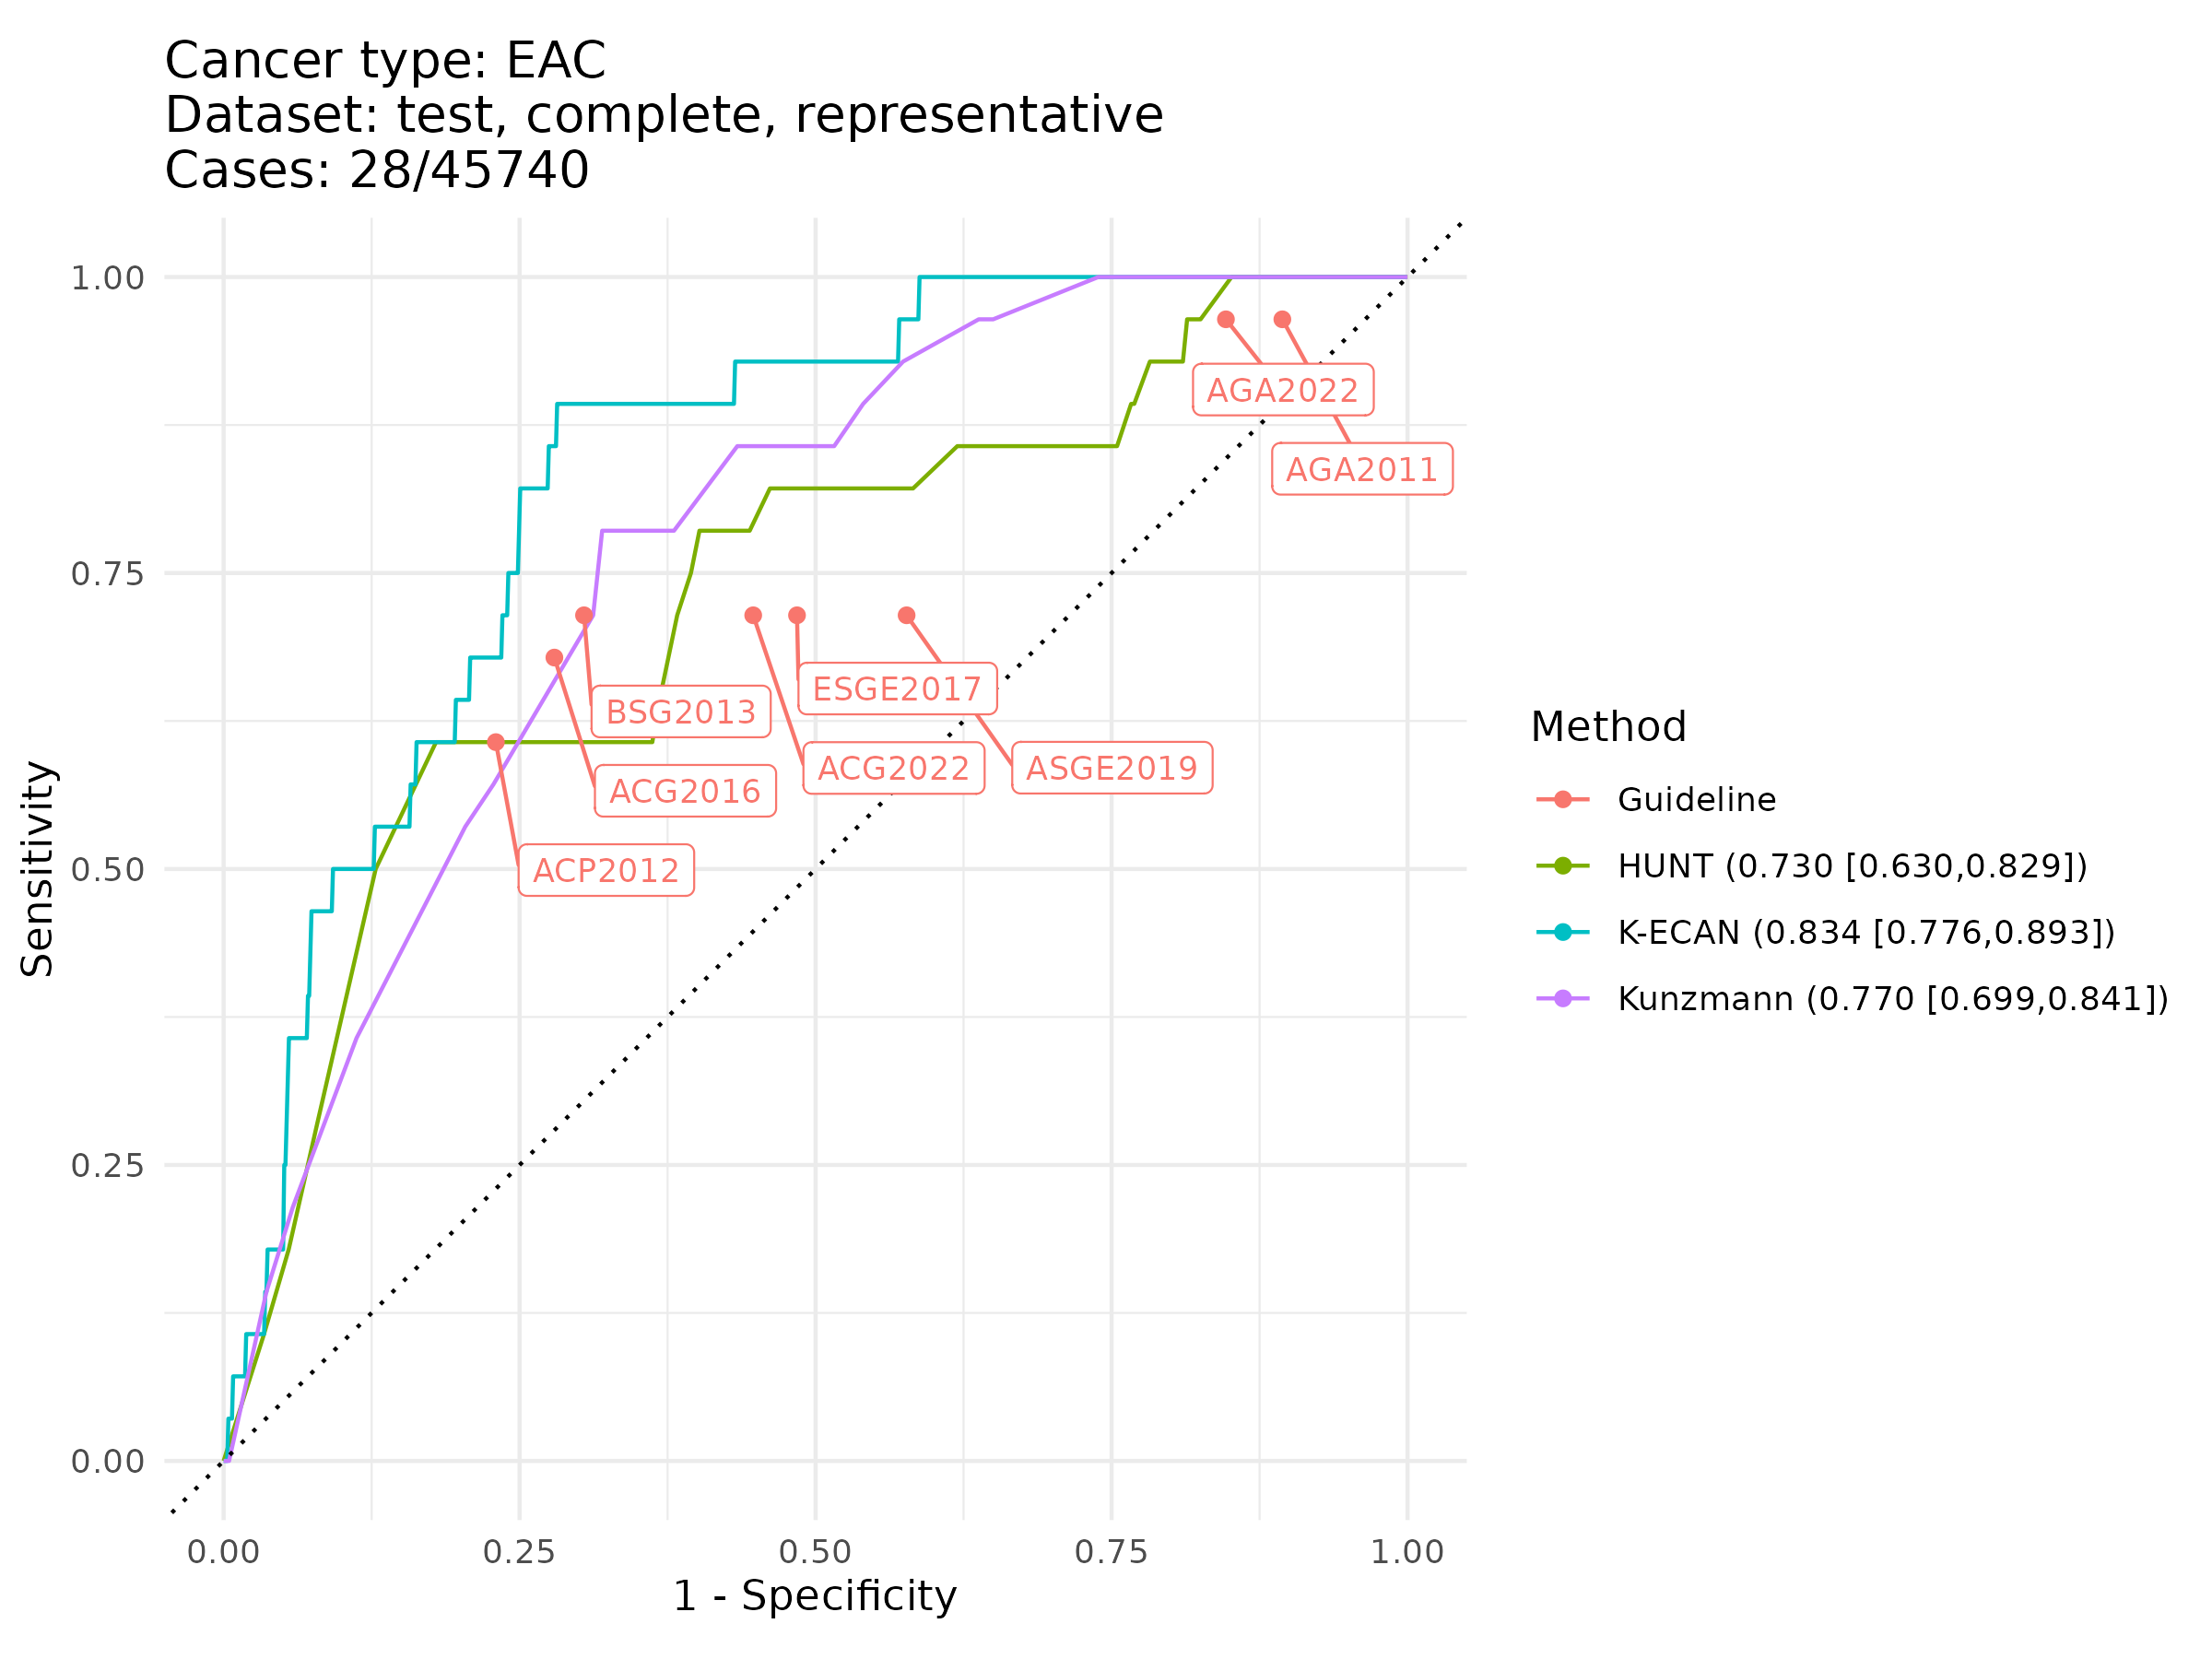 Cancer type: EAC
Dataset: test, complete, representative
Cases: 28/45740
Sensitivity
1.00
0.75
0.50
0.25
0.00
AGA2022
AGA2011
ESGE2017
BSG2013
ACG2022
ASGE2019
ACG2016
ACP2012
0.00
0.25
0.50
0.75
1.00
1 - Specificity
Method
Guideline
HUNT (0.730 [0.630,0.829])
K-ECAN (0.834 [0.776,0.893])
Kunzmann (0.770 [0.699,0.841])